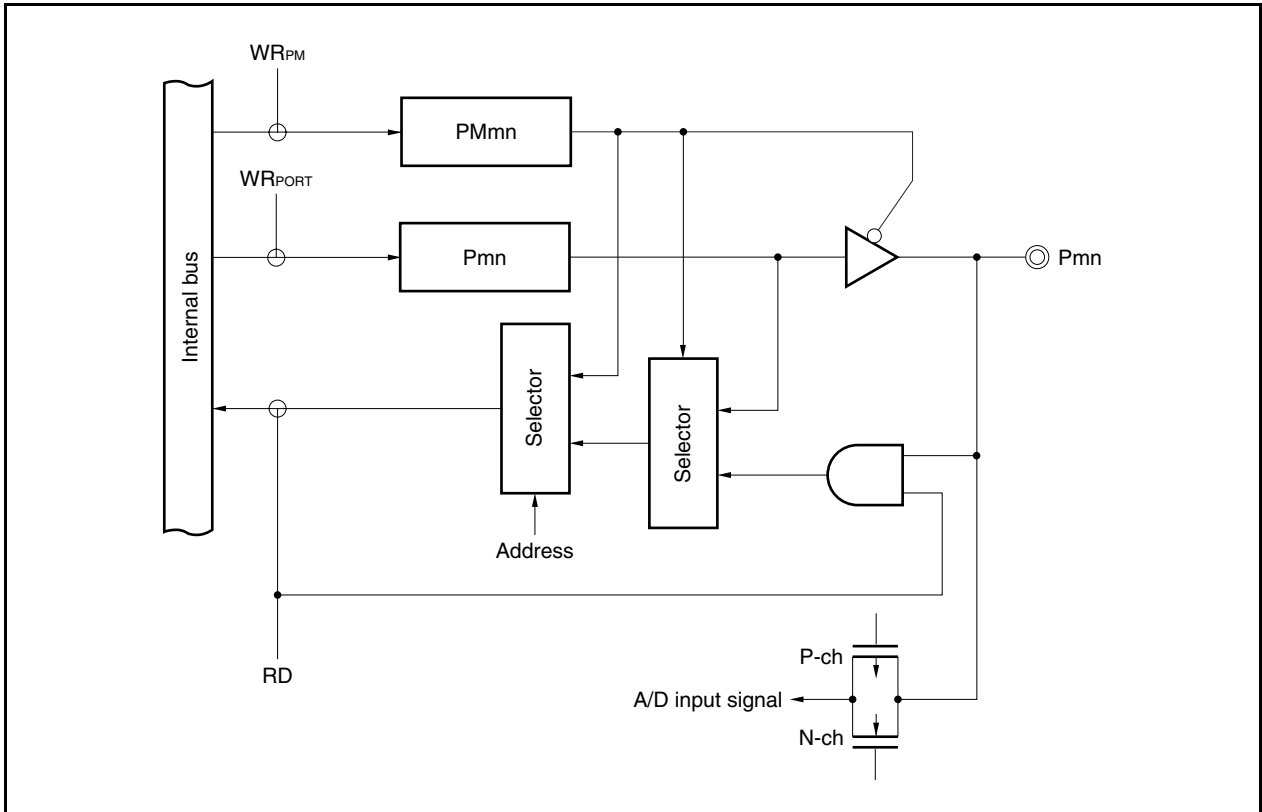 WRPM
PMmn
WRPORT
Pmn
Pmn
Internal bus
Selector
Selector
Address
RD
P-ch
A/D input signal
N-ch